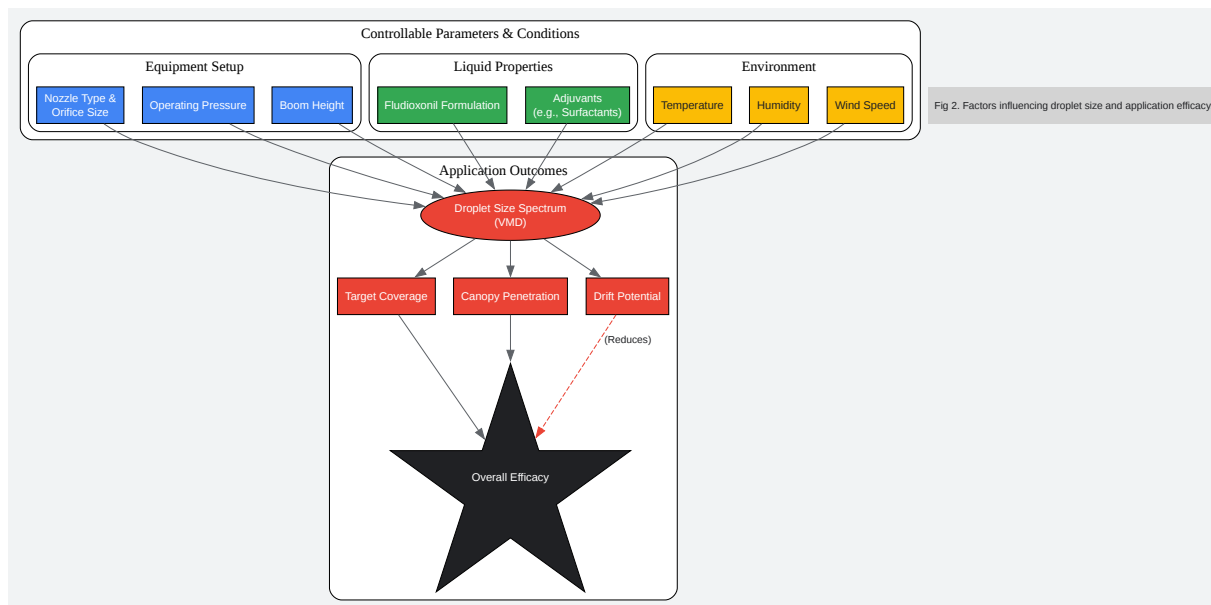 Controllable Parameters & Conditions
Equipment Setup
Liquid Properties
Environment
Nozzle Type &
Orifice Size
Operating Pressure
Boom Height
Fludioxonil Formulation
Adjuvants
(e.g., Surfactants)
Temperature
Humidity
Wind Speed
Fig 2. Factors influencing droplet size and application efficacy
Application Outcomes
Droplet Size Spectrum
(VMD)
Target Coverage
Canopy Penetration
Drift Potential
(Reduces)
Overall Efficacy